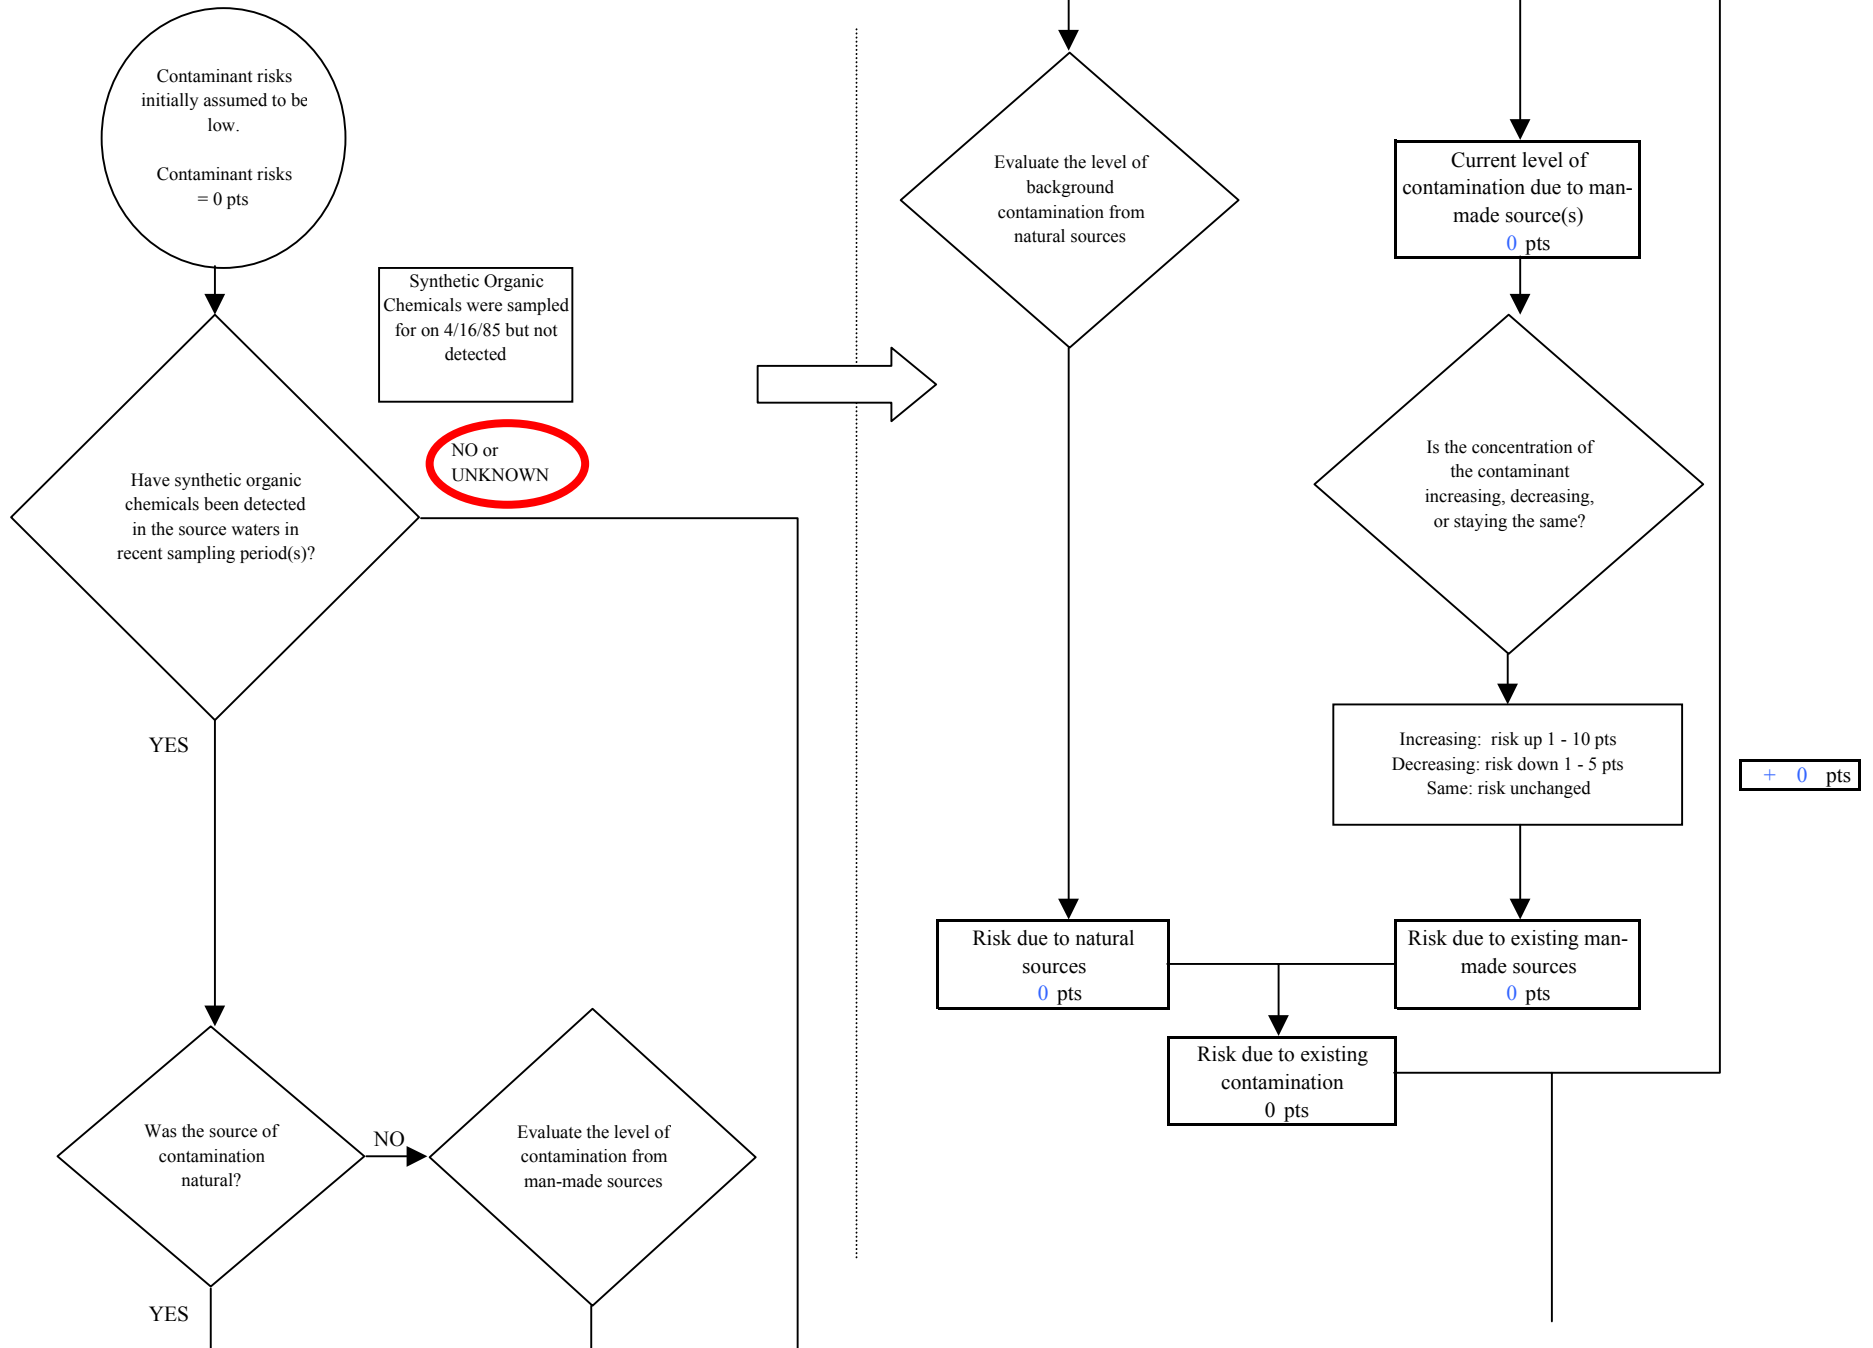 Contaminant risks
initially assumed to be
low.
Contaminant risks
= 0 pts
Synthetic Organic
Chemicals were sampled
for on 4/16/85 but not
detected
NO or
UNKNOWN
Have synthetic organic
chemicals been detected
in the source waters in
recent sampling period(s)?
YES
Was the source of
contamination
natural?
NO
Evaluate the level of
contamination from
man-made sources
YES
Evaluate the level of
background
contamination from
natural sources
Current level of
contamination due to man-
made source(s)
0 pts
Is the concentration of
the contaminant
increasing, decreasing,
or staying the same?
Increasing: risk up 1 - 10 pts
Decreasing: risk down 1 - 5 pts
Same: risk unchanged
+ 0 pts
Risk due to natural
sources
0 pts
Risk due to existing man-
made sources
0 pts
Risk due to existing
contamination
0 pts